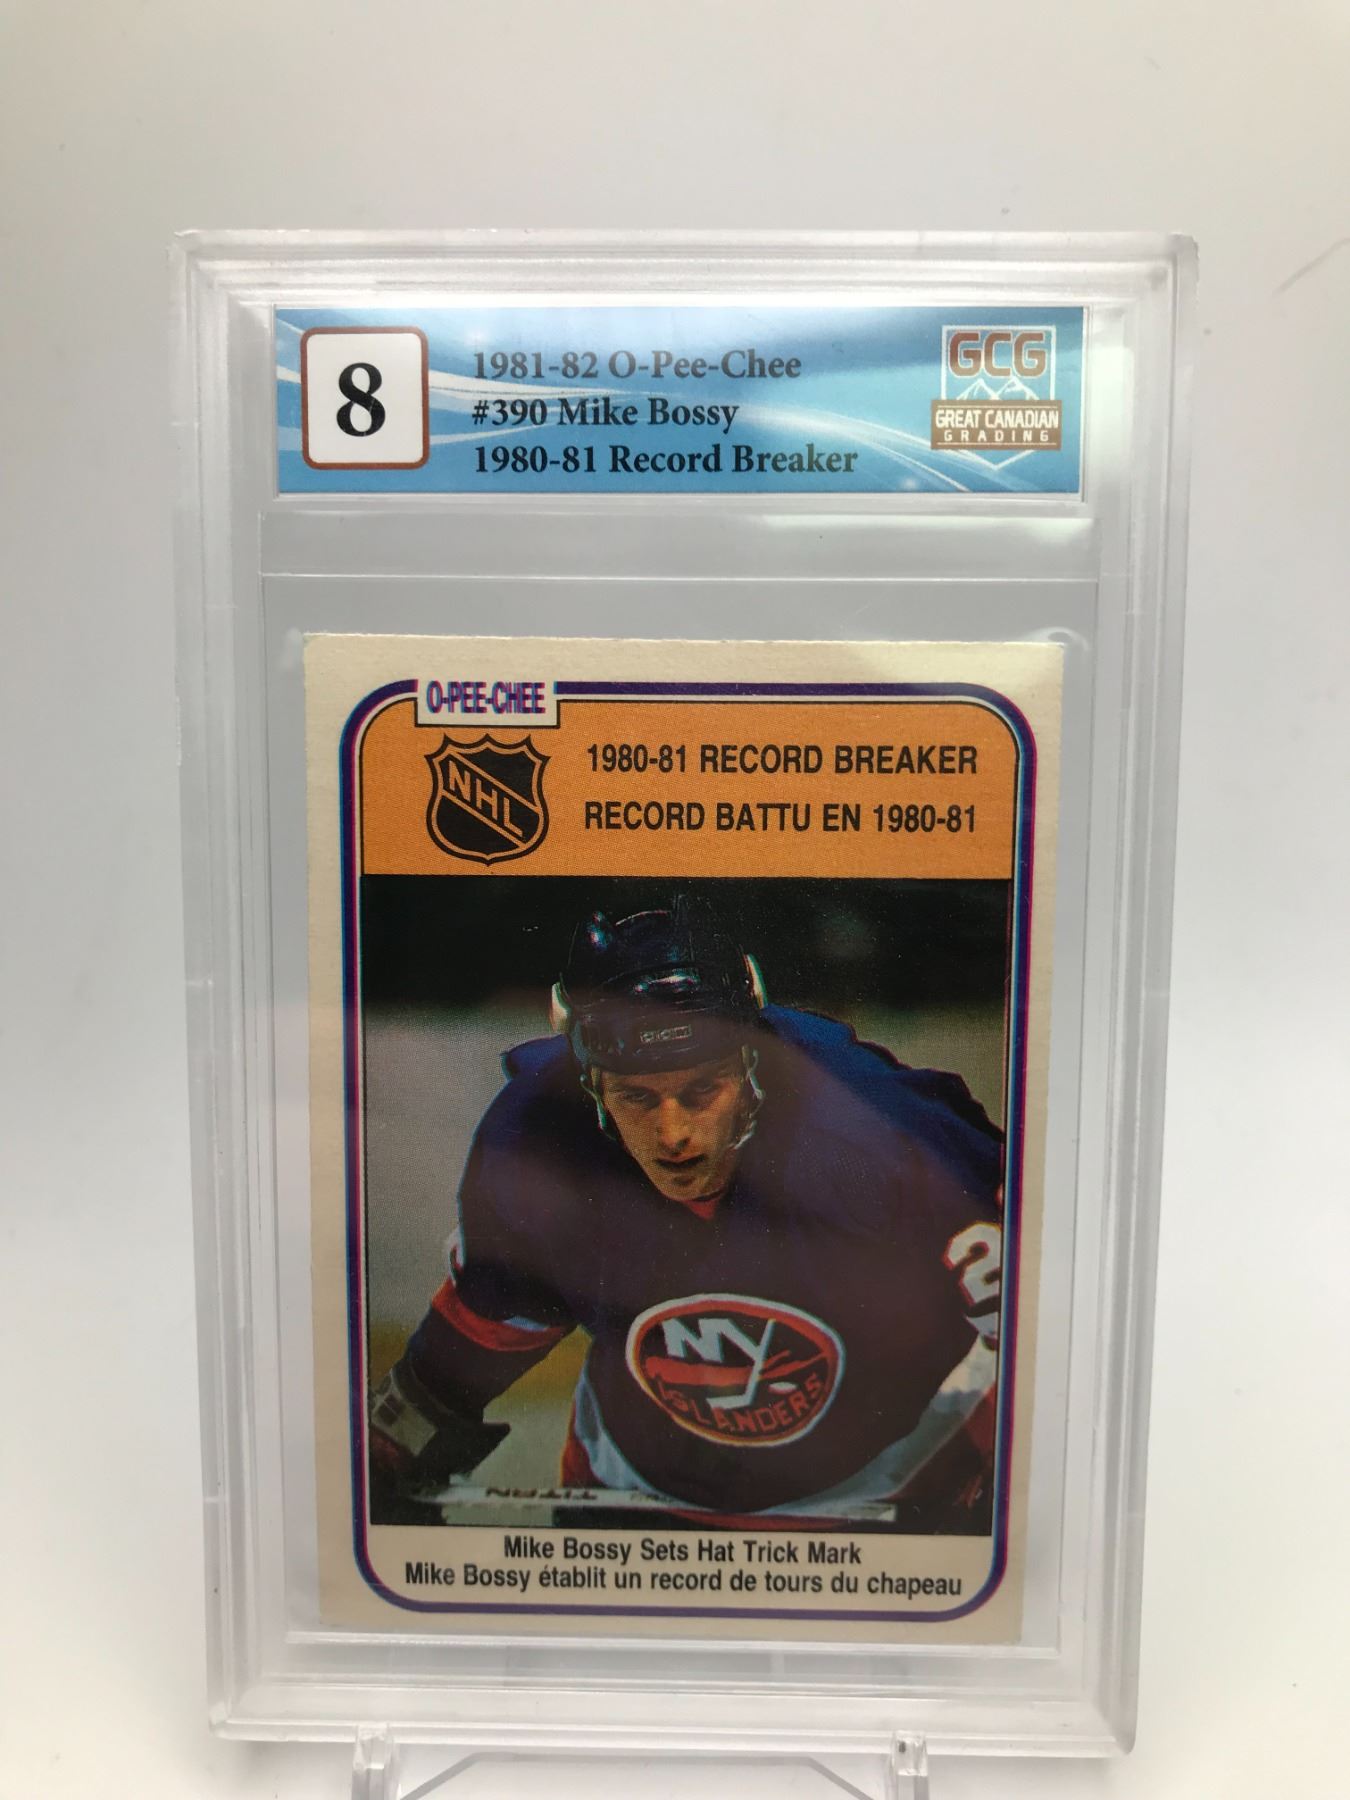 8
1981-82 O-Pee-Chee
#390 Mike Bossy
1980-81 Record Breaker
GCG
GREAT CANADIAN
GRADING
O-PEE-CHEE
NHL
1980-81 RECORD BREAKER
RECORD BATTU EN 1980-81
CCM
2
NY
ISLANDERS
Mike Bossy Sets Hat Trick Mark
Mike Bossy établit un record de tours du chapeau